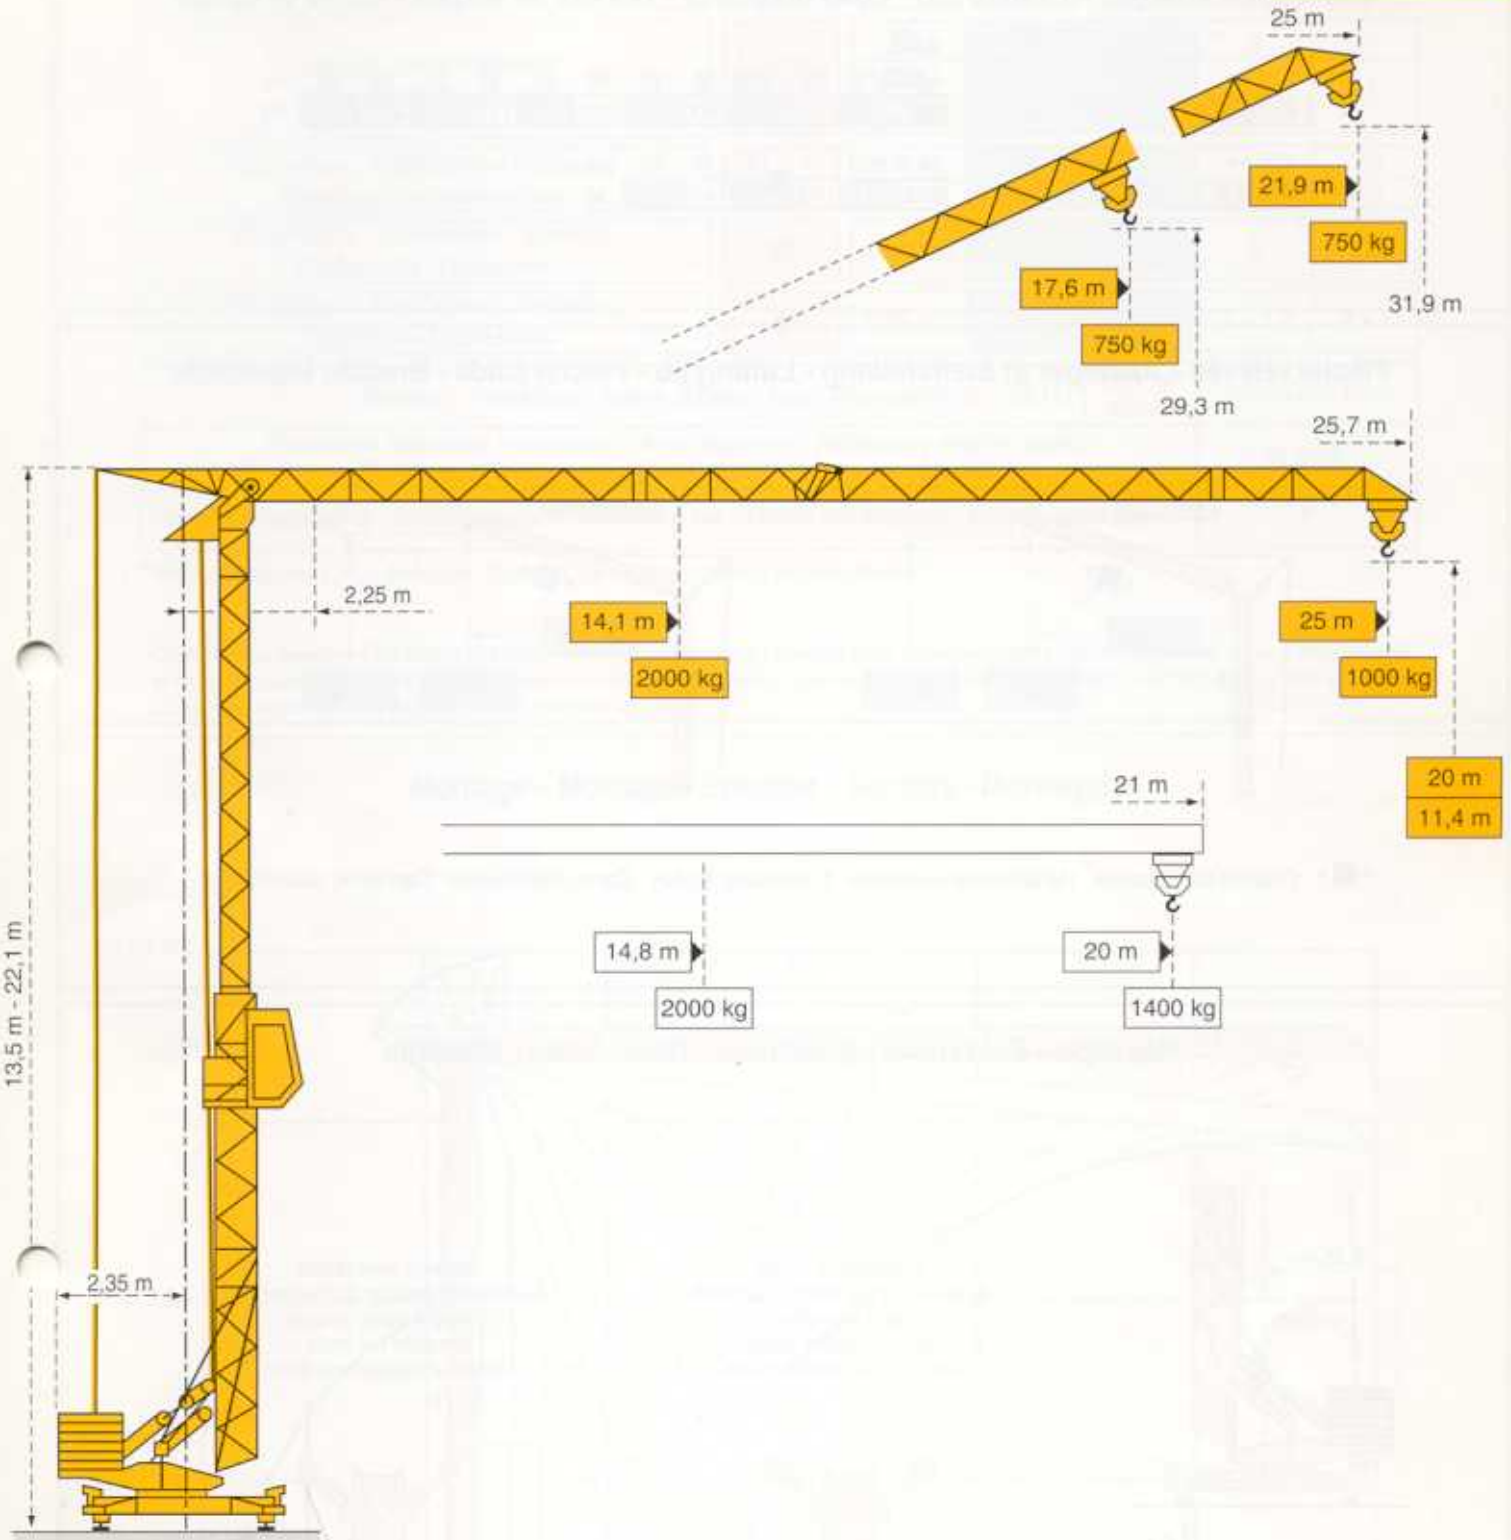 25 m
21,9 m
750 kg
31,9 m
17,6 m
750 kg
29,3 m
25,7 m
2,25 m
14,1 m
2000 kg
25 m
1000 kg
20 m
11,4 m
21 m
14,8 m
2000 kg
20 m
1400 kg
13,5 m - 22,1 m
2,35 m